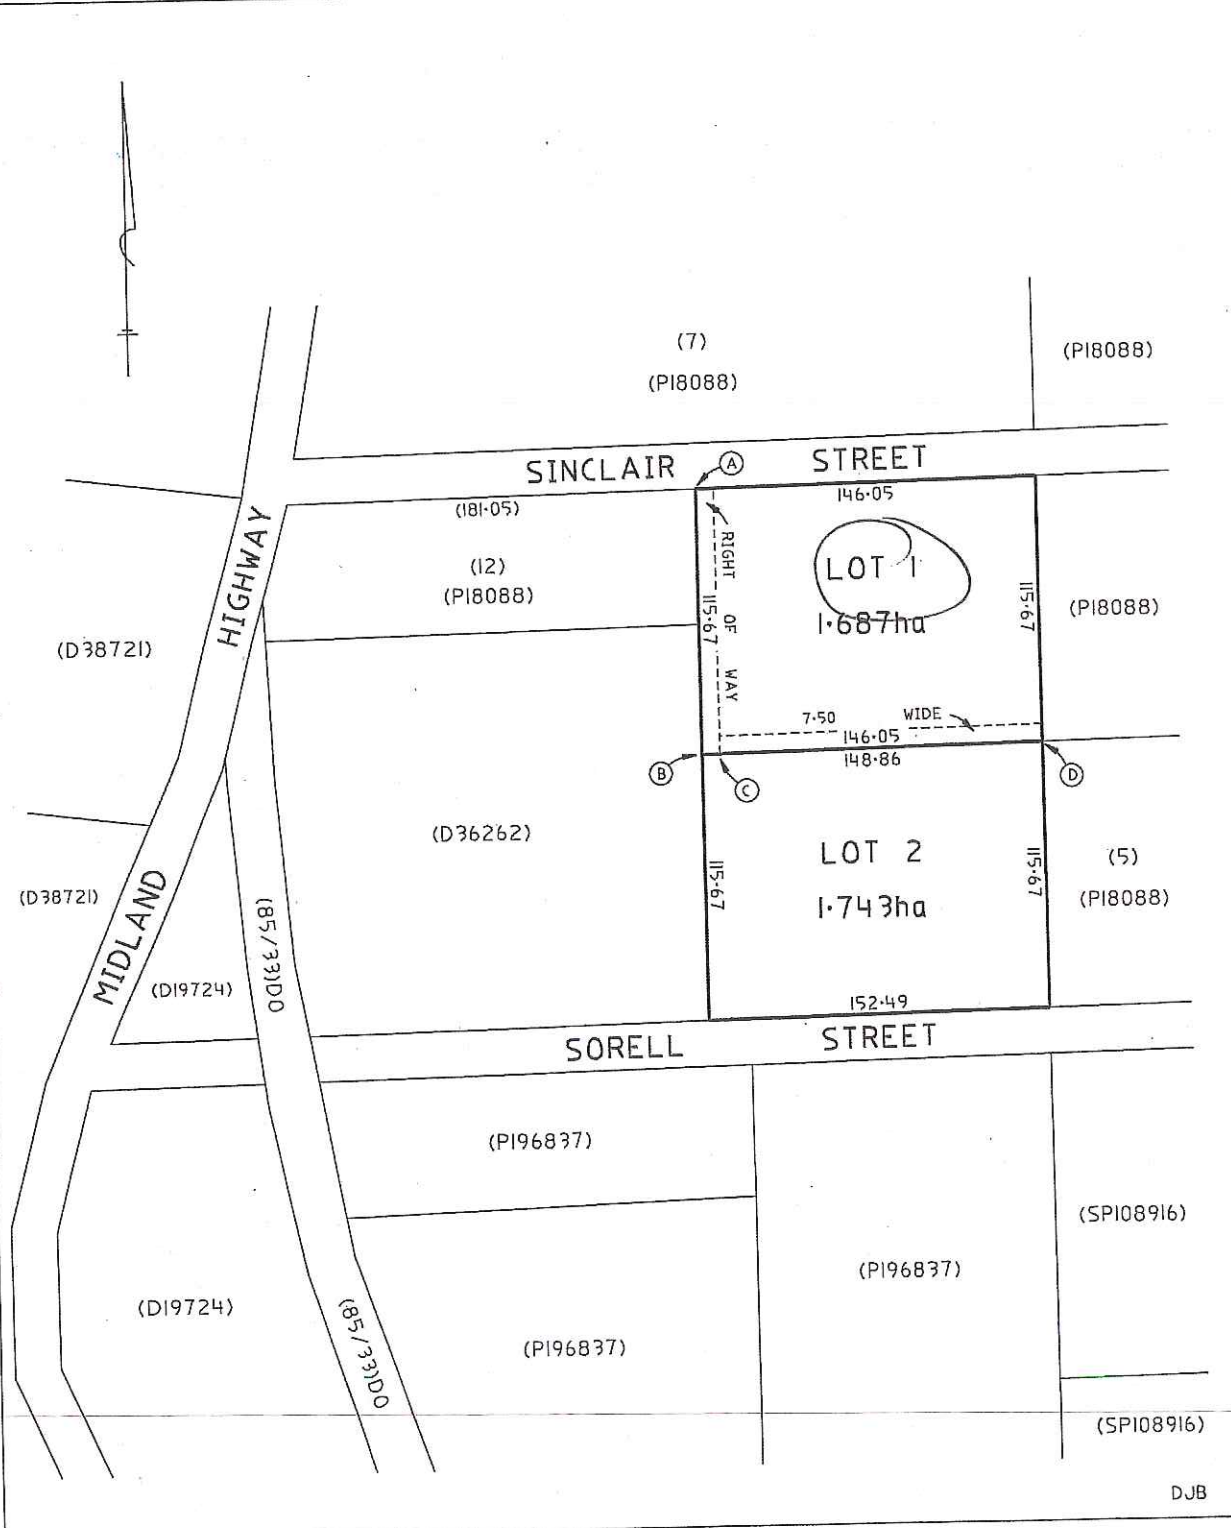 (7)
(P18088)
(P18088)
SINCLAIR STREET
A
146·05
(181·05)
(12)
(P18088)
RIGHT OF WAY
LOT 1
1·687ha
115·67
115·67
(P18088)
HIGHWAY
(D38721)
7·50 WIDE
146·05
148·86
B
C
D
(D36262)
LOT 2
1·743ha
115·67
115·67
(5)
(P18088)
(D38721)
MIDLAND
(85/33)DO
(D19724)
152·49
SORELL STREET
(P196837)
(SP108916)
(P196837)
(D19724)
(85/33)DO
(P196837)
(SP108916)
DJB